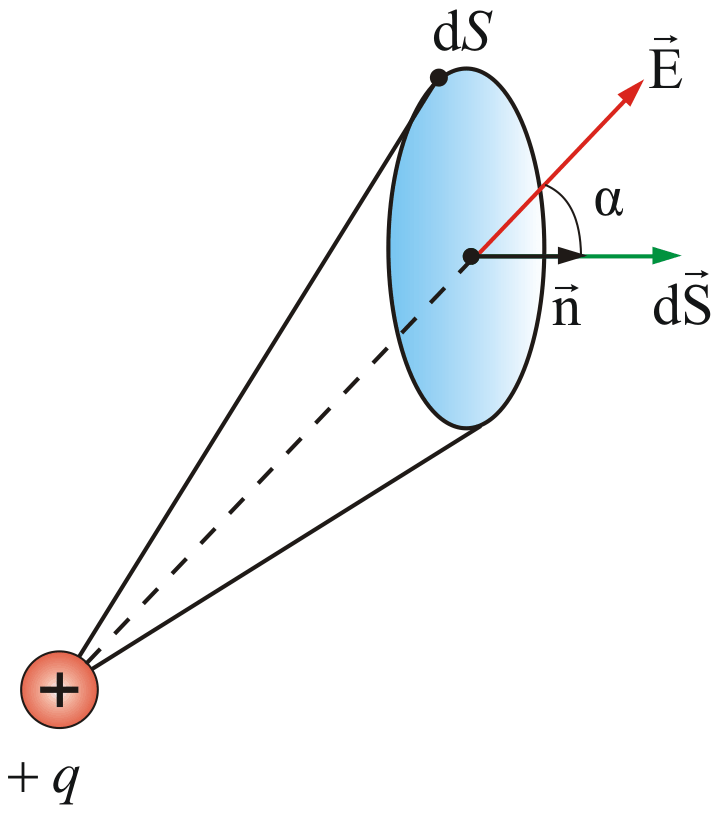 dS
E⃗
α
n⃗
dS⃗
+
+ q